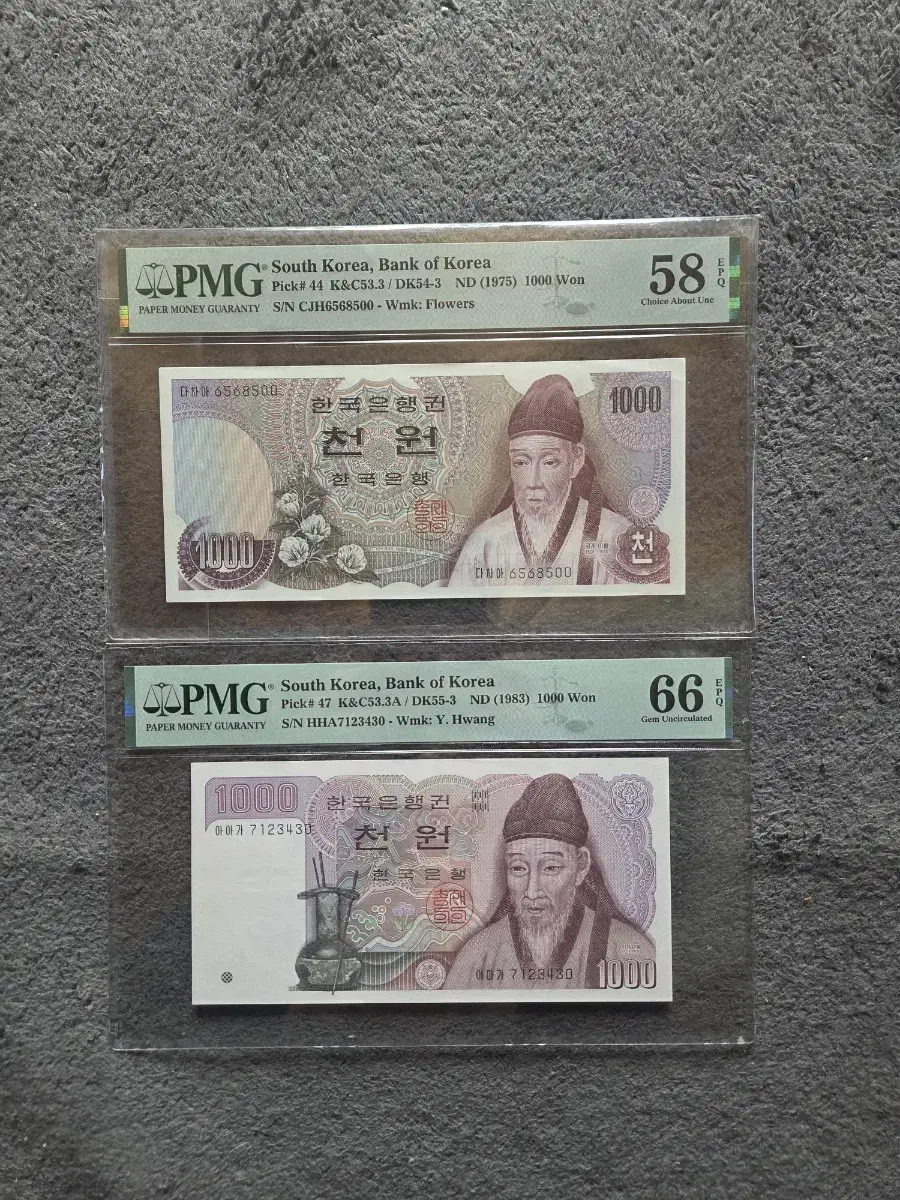 PMG® South Korea, Bank of Korea
Pick# 44 K&C53.3 / DK54-3 ND (1975) 1000 Won
PAPER MONEY GUARANTY
S/N CJH6568500 - Wmk: Flowers
58 EPQ
Choice About Unc
다차아 6568500
한국은행권
1000
천 원
한국은행
1000
천
다차아 6568500
PMG® South Korea, Bank of Korea
Pick# 47 K&C53.3A / DK55-3 ND (1983) 1000 Won
PAPER MONEY GUARANTY
S/N HHA7123430 - Wmk: Y. Hwang
66 EPQ
Gem Uncirculated
1000
한국은행권
아아가 7123430
천 원
한국은행
아아가 7123430
1000